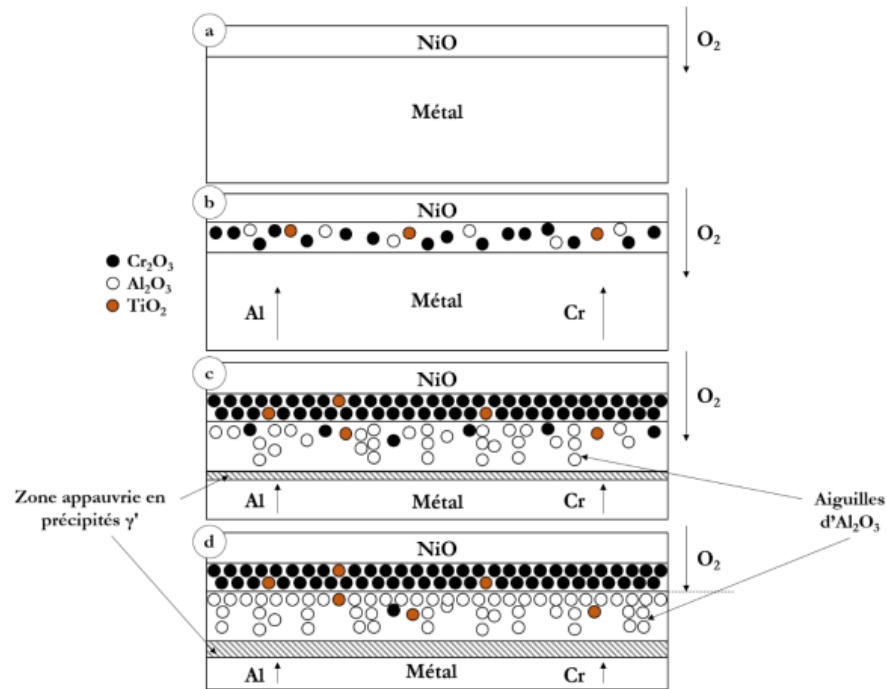 a
NiO
O2
Métal
b
NiO
O2
Cr2O3
Al2O3
TiO2
Métal
Al
Cr
c
NiO
O2
Zone appauvrie en
précipités γ'
Al
Métal
Cr
Aiguilles
d'Al2O3
d
NiO
O2
Al
Métal
Cr